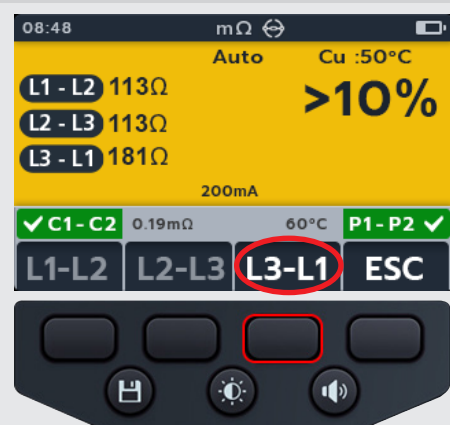 08:48 mΩ
Auto Cu :50°C
L1 - L2 113Ω >10%
L2 - L3 113Ω
L3 - L1 181Ω
200mA
✓ C1 - C2 0.19mΩ 60°C P1 - P2 ✓
L1-L2 L2-L3 L3-L1 ESC